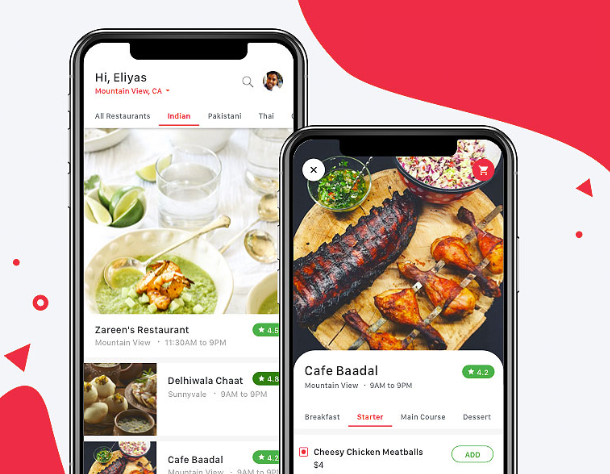 Hi, Eliyas
Mountain View, CA
All Restaurants Indian Pakistani Thai
Zareen's Restaurant
Mountain View • 11:30AM to 9PM
Delhiwala Chaat 4.8
Sunnyvale • 9AM to 9PM
Cafe Baadal 4.2
Mountain View • 9AM to 9PM
Cafe Baadal 4.2
Mountain View • 9AM to 9PM
Breakfast Starter Main Course Dessert
Cheesy Chicken Meatballs ADD
$4